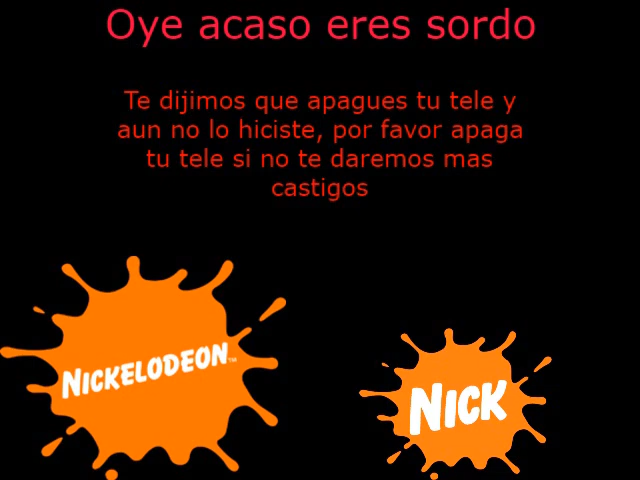 Oye acaso eres sordo
Te dijimos que apagues tu tele y
aun no lo hiciste, por favor apaga
tu tele si no te daremos mas
castigos
NICKELODEON™
NICK